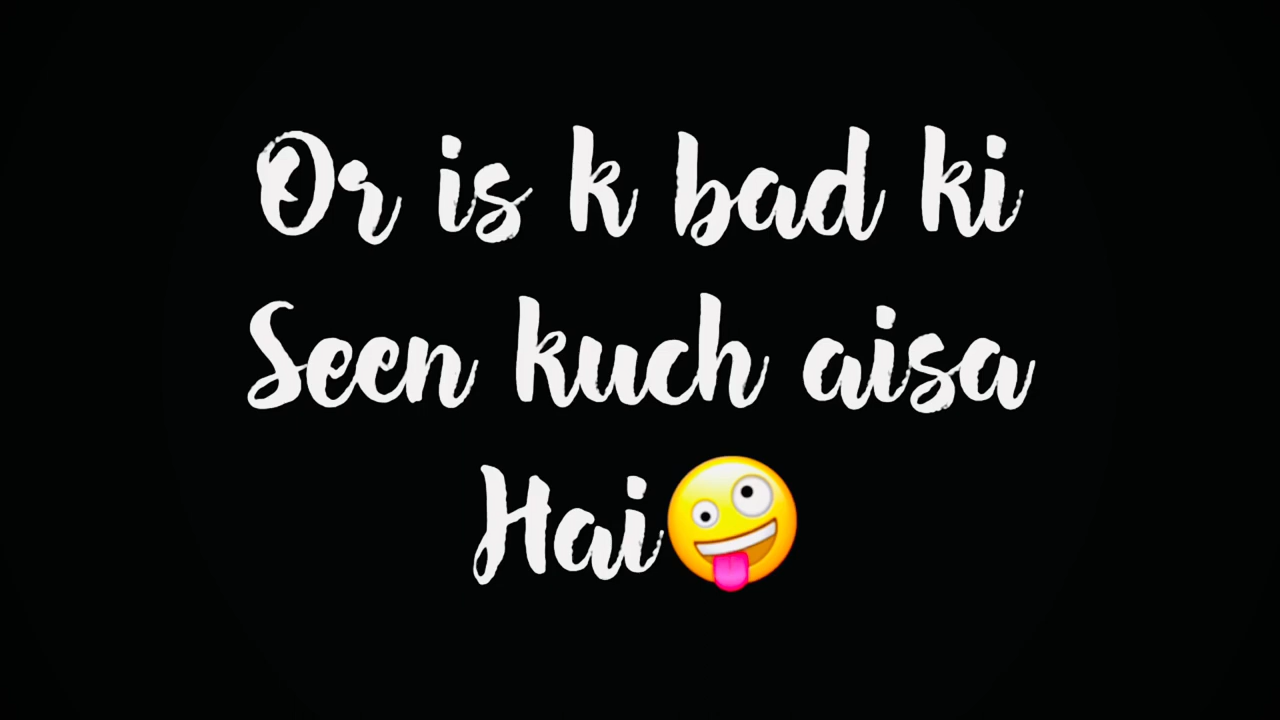 Or is k bad ki
Seen kuch aisa
Hai🤪